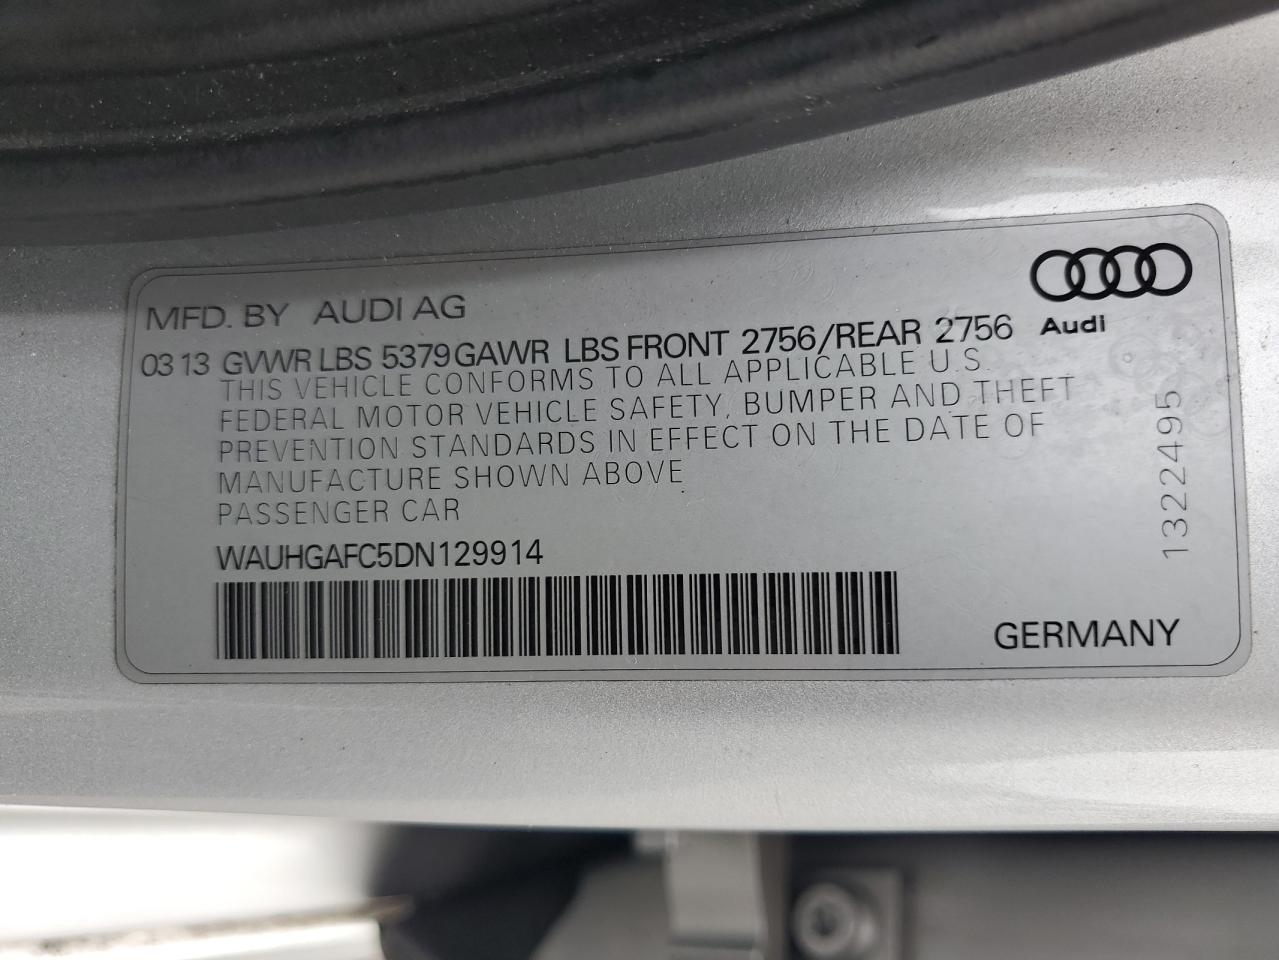 MFD. BY AUDI AG
03 13 GVWR LBS 5379 GAWR LBS FRONT 2756/REAR 2756
Audi
THIS VEHICLE CONFORMS TO ALL APPLICABLE U.S.
FEDERAL MOTOR VEHICLE SAFETY, BUMPER AND THEFT
PREVENTION STANDARDS IN EFFECT ON THE DATE OF
MANUFACTURE SHOWN ABOVE
PASSENGER CAR
WAUHGAFC5DN129914
1322495
GERMANY